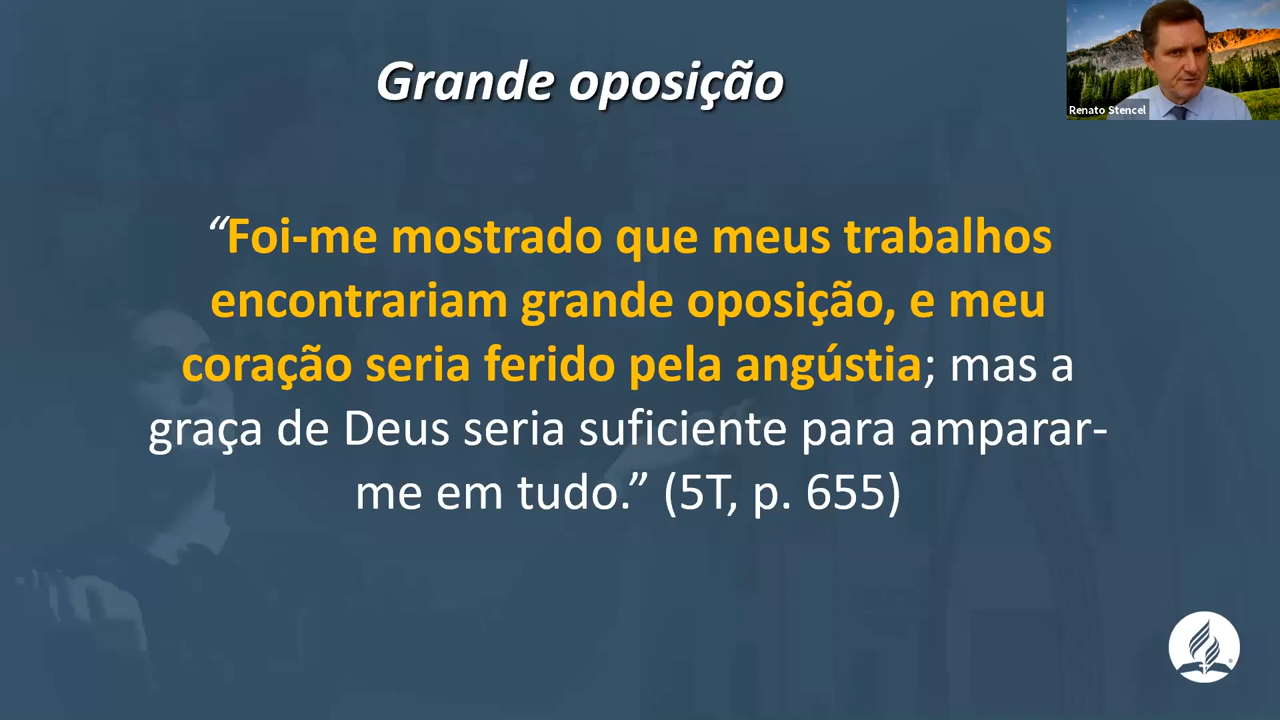 Grande oposição
Renato Stencel
“Foi-me mostrado que meus trabalhos
encontrariam grande oposição, e meu
coração seria ferido pela angústia; mas a
graça de Deus seria suficiente para amparar-
me em tudo.” (5T, p. 655)